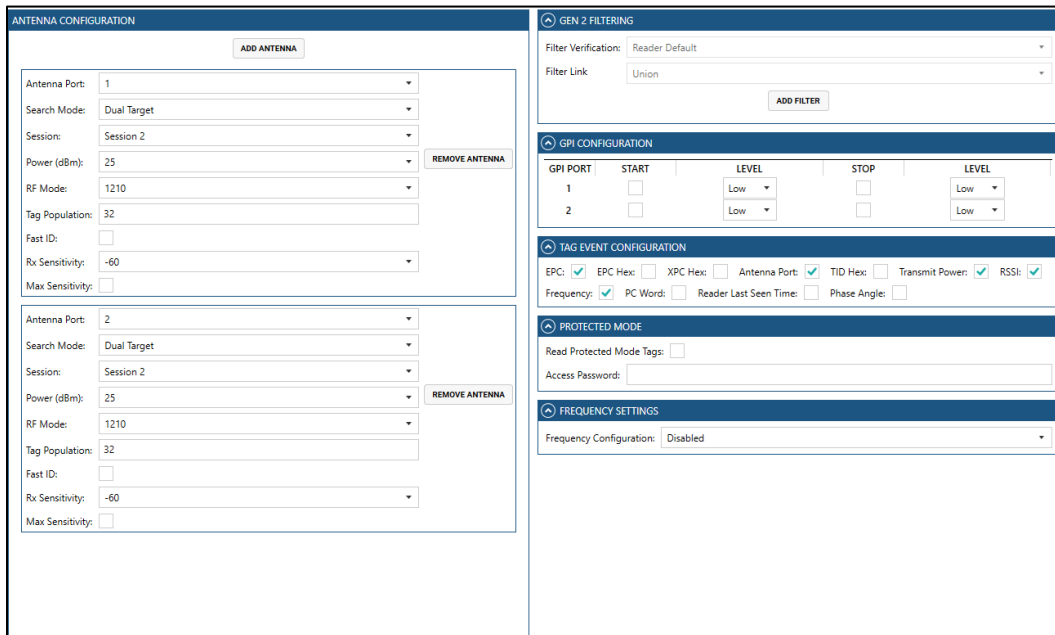 ANTENNA CONFIGURATION
ADD ANTENNA
Antenna Port: 1
Search Mode: Dual Target
Session: Session 2
Power (dBm): 25
REMOVE ANTENNA
RF Mode: 1210
Tag Population: 32
Fast ID:
Rx Sensitivity: -60
Max Sensitivity:
Antenna Port: 2
Search Mode: Dual Target
Session: Session 2
Power (dBm): 25
REMOVE ANTENNA
RF Mode: 1210
Tag Population: 32
Fast ID:
Rx Sensitivity: -60
Max Sensitivity:
GEN 2 FILTERING
Filter Verification: Reader Default
Filter Link Union
ADD FILTER
GPI CONFIGURATION
GPI PORT START LEVEL STOP LEVEL
1 Low Low
2 Low Low
TAG EVENT CONFIGURATION
EPC: EPC Hex: XPC Hex: Antenna Port: TID Hex: Transmit Power: RSSI:
Frequency: PC Word: Reader Last Seen Time: Phase Angle:
PROTECTED MODE
Read Protected Mode Tags:
Access Password:
FREQUENCY SETTINGS
Frequency Configuration: Disabled